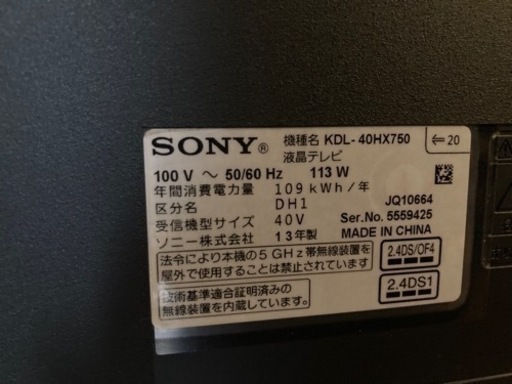 SONY® 機種名 KDL-40HX750 ⇐20
液晶テレビ
100 V ～ 50/60 Hz 113 W
年間消費電力量 109 kWh/年
区分名 DH1 JQ10664
受信機型サイズ 40V Ser.No. 5559425
ソニー株式会社 13年製 MADE IN CHINA
法令により本機の5GHz帯無線装置を
屋外で使用することは禁止されています。
2.4DS/OF4
技術基準適合証明済みの
無線装置を内蔵しています。
2.4DS1